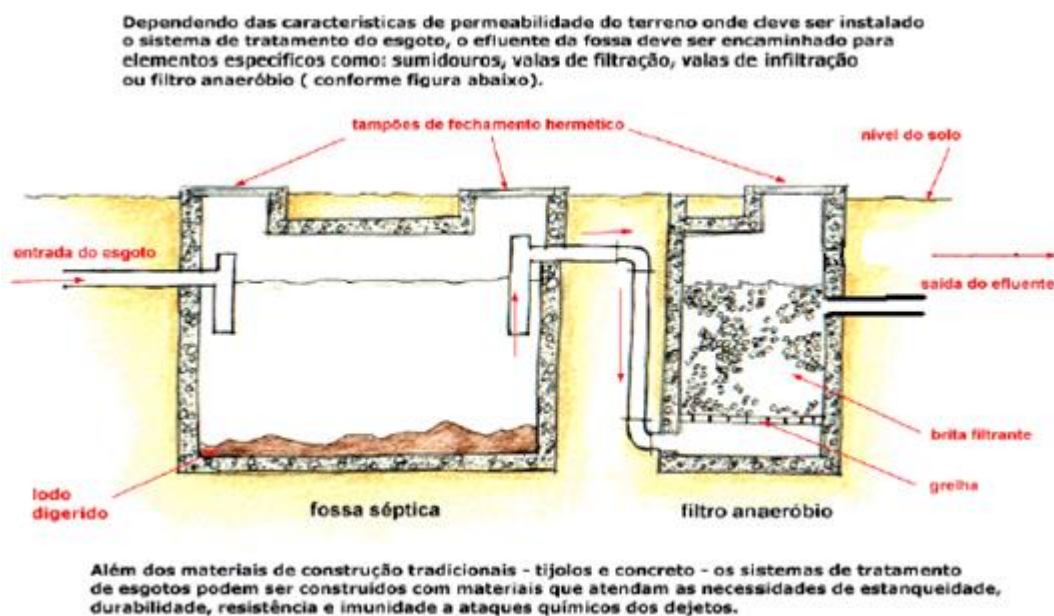 Dependendo das caracteristicas de permeabilidade do terreno onde deve ser instalado
o sistema de tratamento do esgoto, o efluente da fossa deve ser encaminhado para
elementos específicos como: sumidouros, valas de filtração, valas de infiltração
ou filtro anaeróbio ( conforme figura abaixo).
tampões de fechamento hermético
nivel do solo
entrada do esgoto
saida do efluente
brita filtrante
grelha
lodo
digerido
fossa séptica
filtro anaeróbio
Além dos materiais de construção tradicionais - tijolos e concreto - os sistemas de tratamento
de esgotos podem ser construídos com materiais que atendam as necessidades de estanqueidade,
durabilidade, resistência e imunidade a ataques químicos dos dejetos.